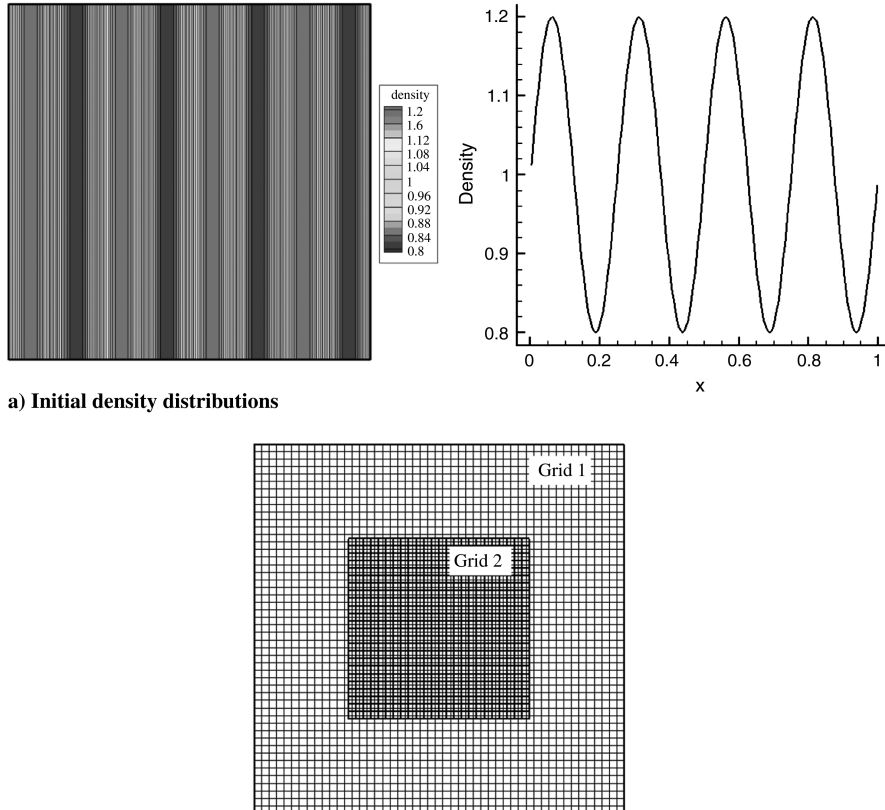 density
1.2
1.6
1.12
1.08
1.04
1
0.96
0.92
0.88
0.84
0.8
Density
1.2
1.1
1
0.9
0.8
0 0.2 0.4 0.6 0.8 1
x
a) Initial density distributions
Grid 1
Grid 2